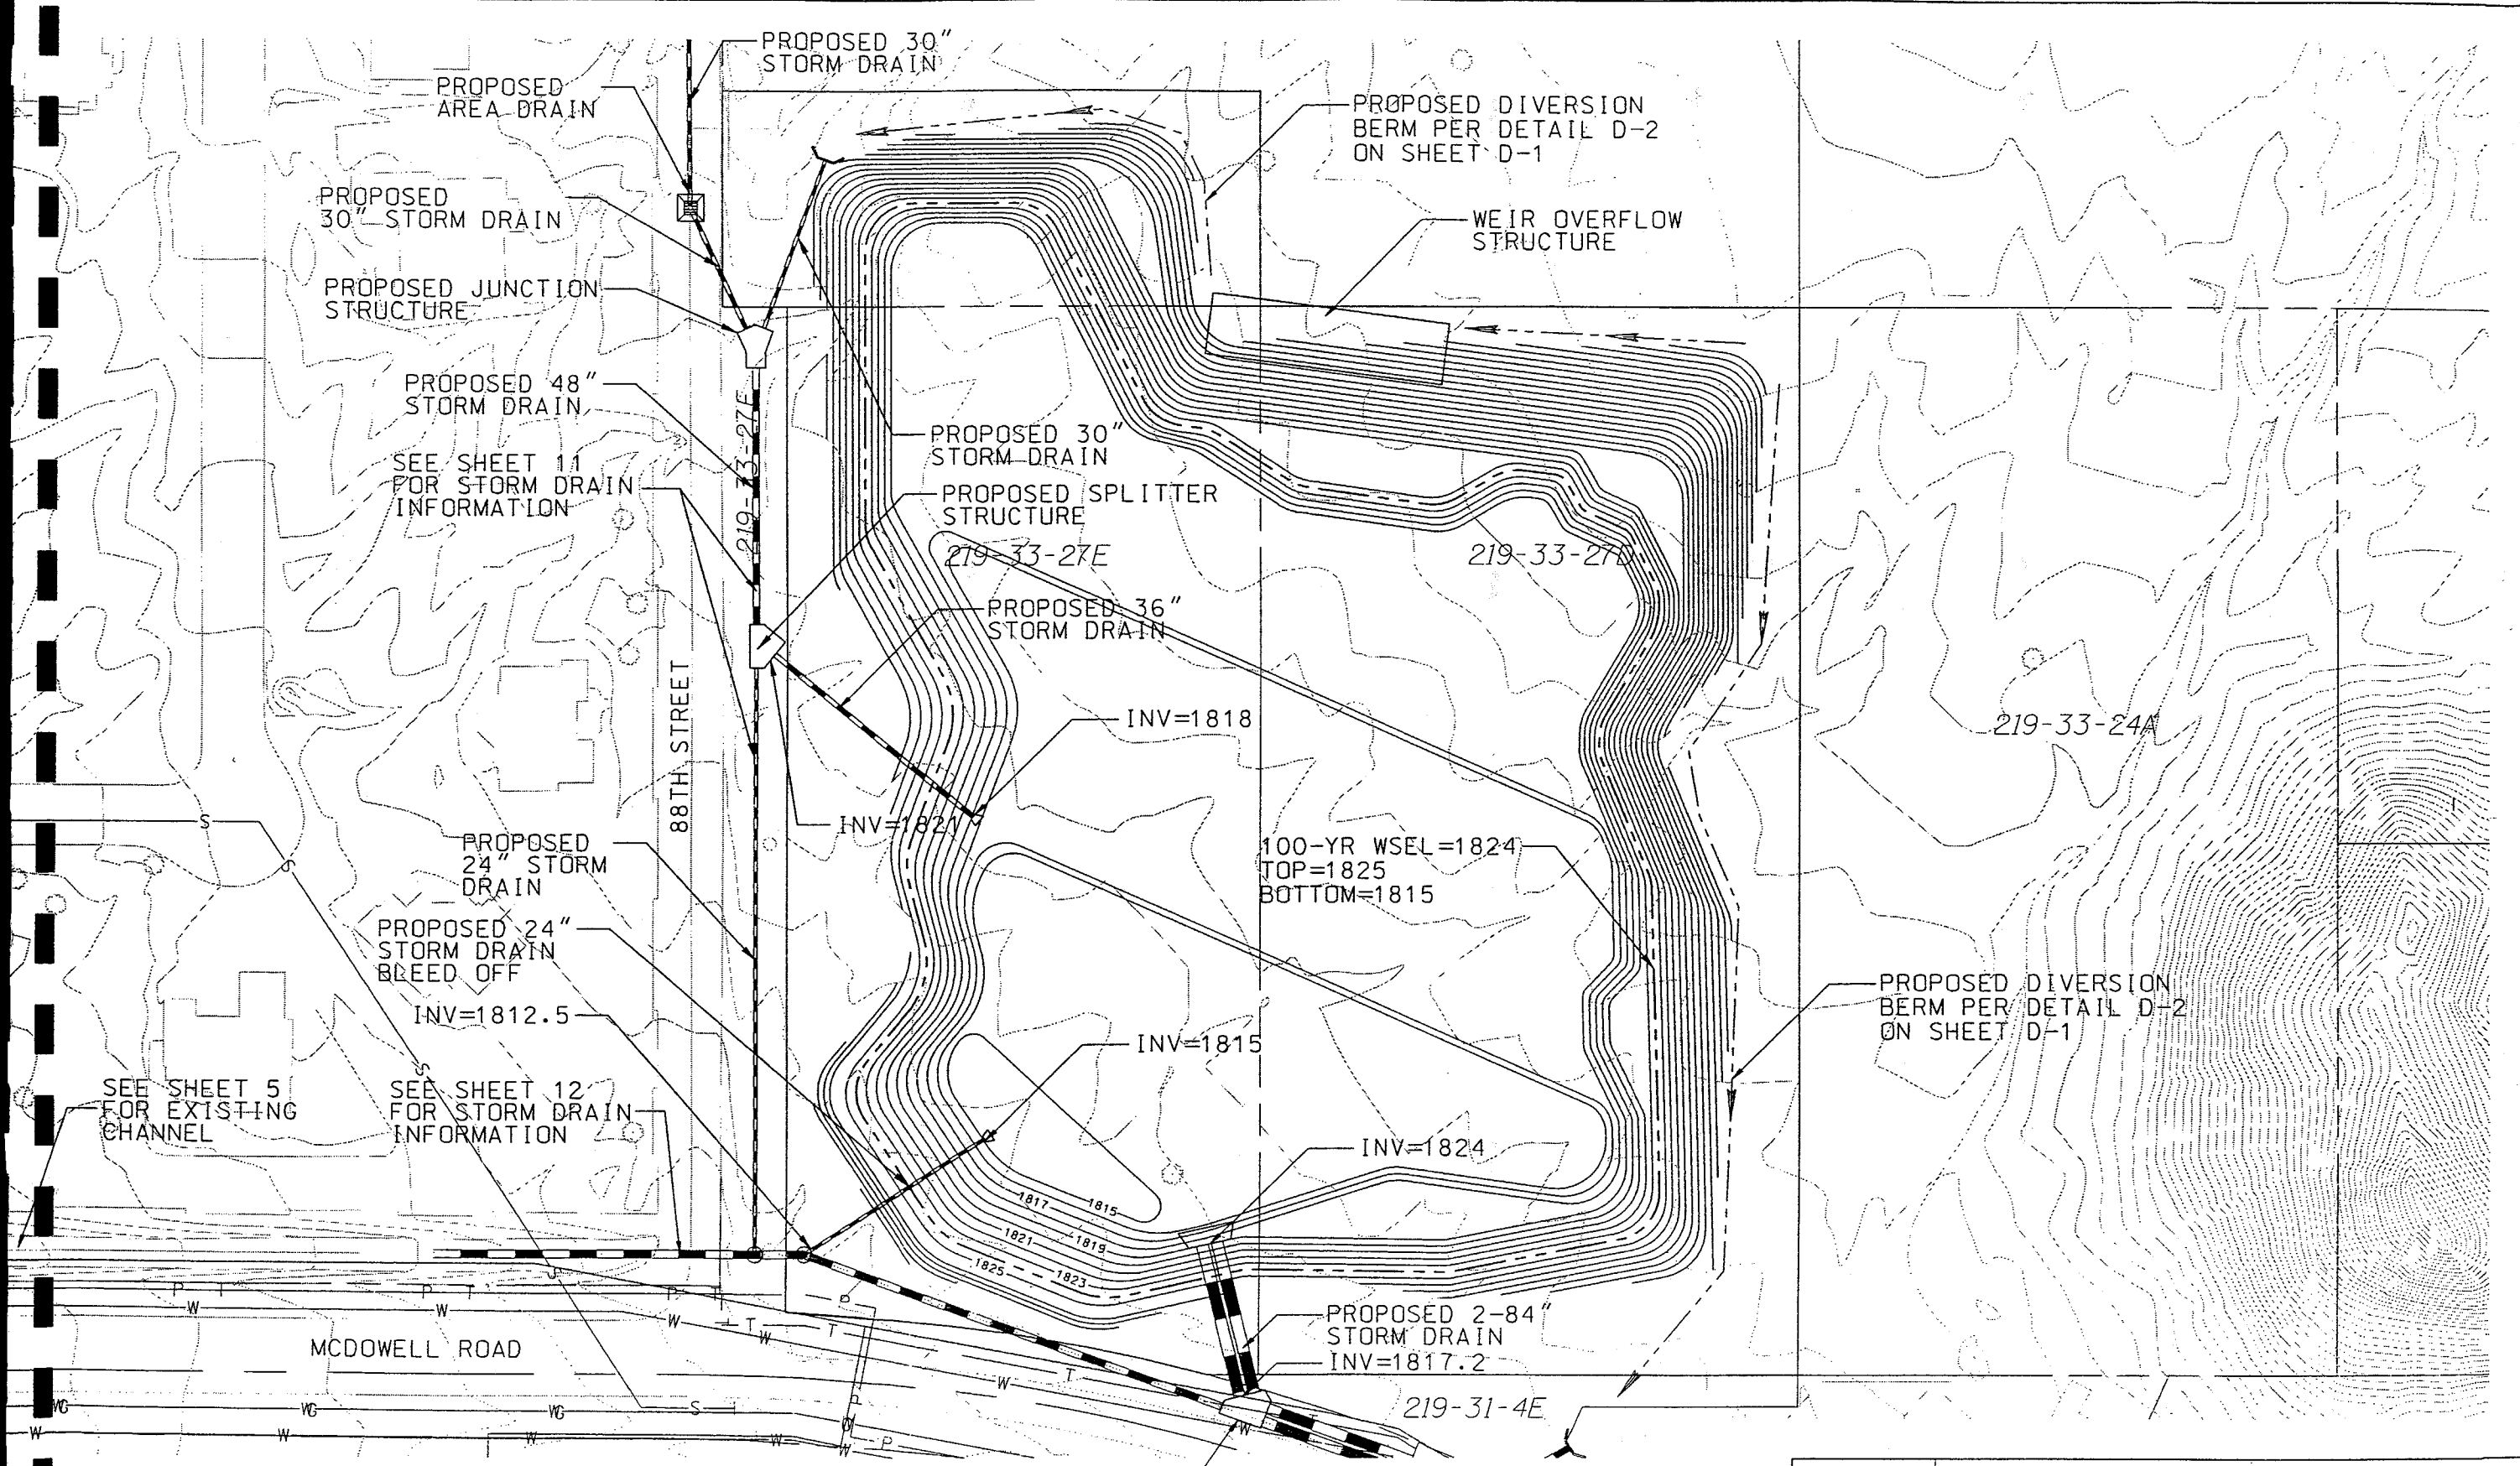 PROPOSED 30"
STORM DRAIN
PROPOSED
AREA DRAIN
PROPOSED DIVERSION
BERM PER DETAIL D-2
ON SHEET D-1
PROPOSED
30" STORM DRAIN
WEIR OVERFLOW
STRUCTURE
PROPOSED JUNCTION
STRUCTURE
PROPOSED 48"
STORM DRAIN
219-33-27E
PROPOSED 30"
STORM DRAIN
SEE SHEET 11
FOR STORM DRAIN
INFORMATION
PROPOSED SPLITTER
STRUCTURE
219-33-27E
219-33-27D
PROPOSED 36"
STORM DRAIN
88TH STREET
INV=1818
219-33-24A
INV=1821
PROPOSED
24" STORM
DRAIN
100-YR WSEL=1824
TOP=1825
BOTTOM=1815
PROPOSED 24"
STORM DRAIN
BLEED OFF
INV=1812.5
PROPOSED DIVERSION
BERM PER DETAIL D-2
ON SHEET D-1
INV=1815
SEE SHEET 5
FOR EXISTING
CHANNEL
SEE SHEET 12
FOR STORM DRAIN
INFORMATION
INV=1824
1817
1815
1821
1819
1825
1823
PROPOSED 2-84"
STORM DRAIN
INV=1817.2
MCDOWELL ROAD
219-31-4E